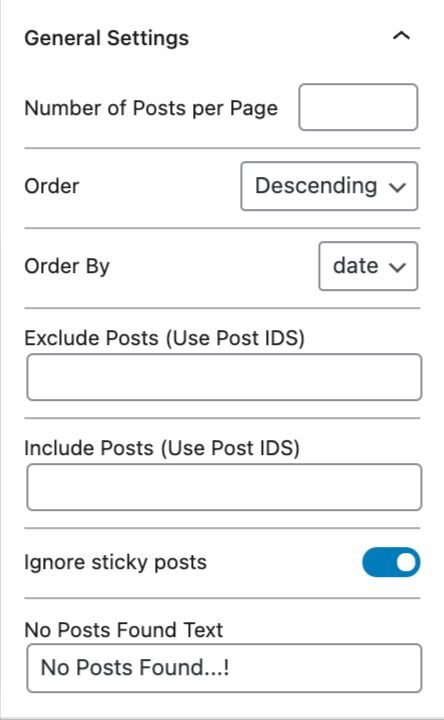 General Settings
Number of Posts per Page
Order
Descending
Order By
date
Exclude Posts (Use Post IDS)
Include Posts (Use Post IDS)
Ignore sticky posts
No Posts Found Text
No Posts Found...!